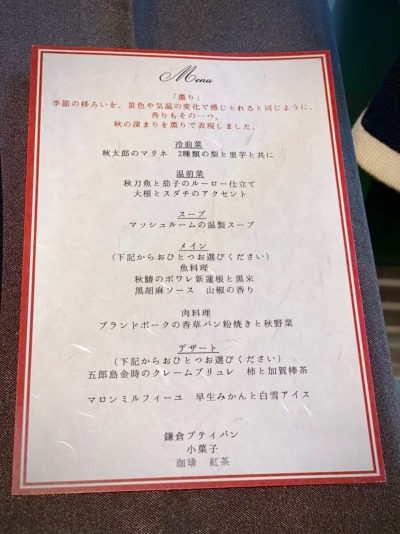 Menu
「薫り」
季節の移ろいを、景色や気温の変化で感じとれると同じように、
香りもその一つ。
秋の深まりを薫りで表現しました。
冷前菜
秋太郎のマリネ 2種類の梨と里芋と共に
温前菜
秋刀魚と茄子のルーロー仕立て
大根とスダチのアクセント
スープ
マッシュルームの温製スープ
メイン
（下記からおひとつお選びください）
魚料理
秋鰆のポワレ新蓮根と黒米
黒胡麻ソース 山椒の香り
肉料理
ブランドポークの香草パン粉焼きと秋野菜
デザート
（下記からおひとつお選びください）
五郎島金時のクレームブリュレ 柿と加賀棒茶
マロンミルフィーユ 早生みかんと白雪アイス
鎌倉プティパン
小菓子
珈琲 紅茶